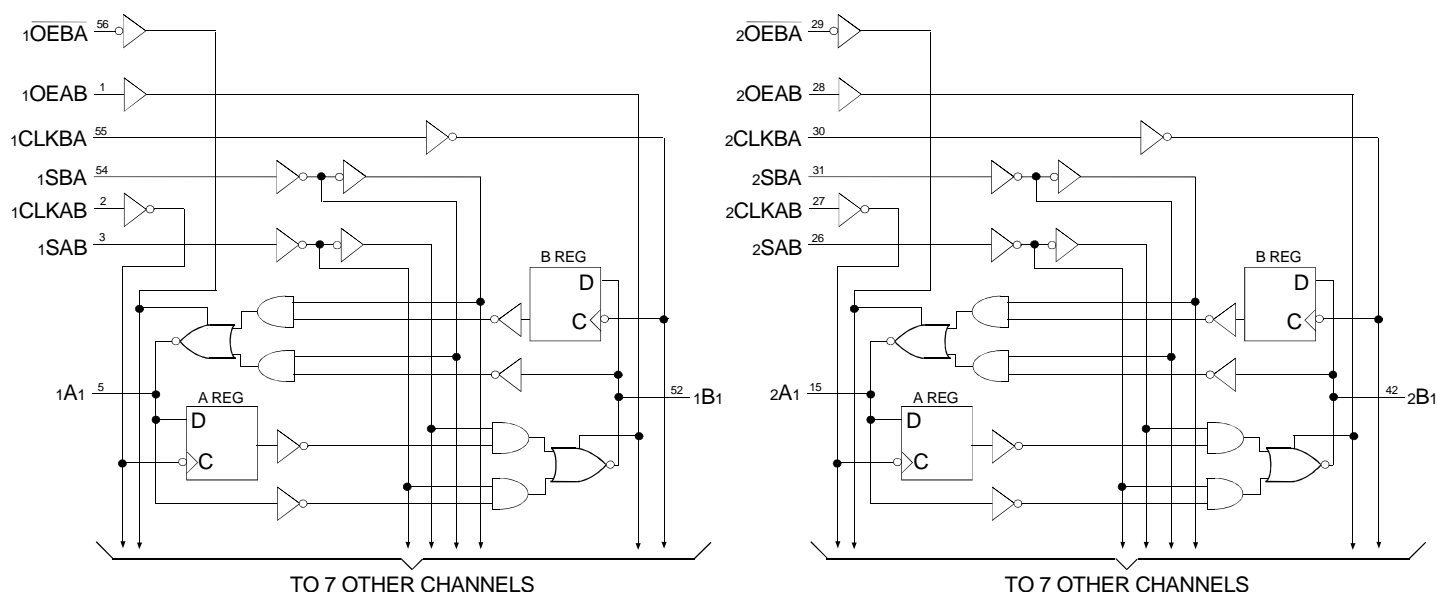 1OEBA 56
1OEAB 1
1CLKBA 55
1SBA 54
1CLKAB 2
1SAB 3
B REG
D
C
1A1 5
52 1B1
A REG
D
C
TO 7 OTHER CHANNELS
2OEBA 29
2OEAB 28
2CLKBA 30
2SBA 31
2CLKAB 27
2SAB 26
B REG
D
C
2A1 15
42 2B1
A REG
D
C
TO 7 OTHER CHANNELS